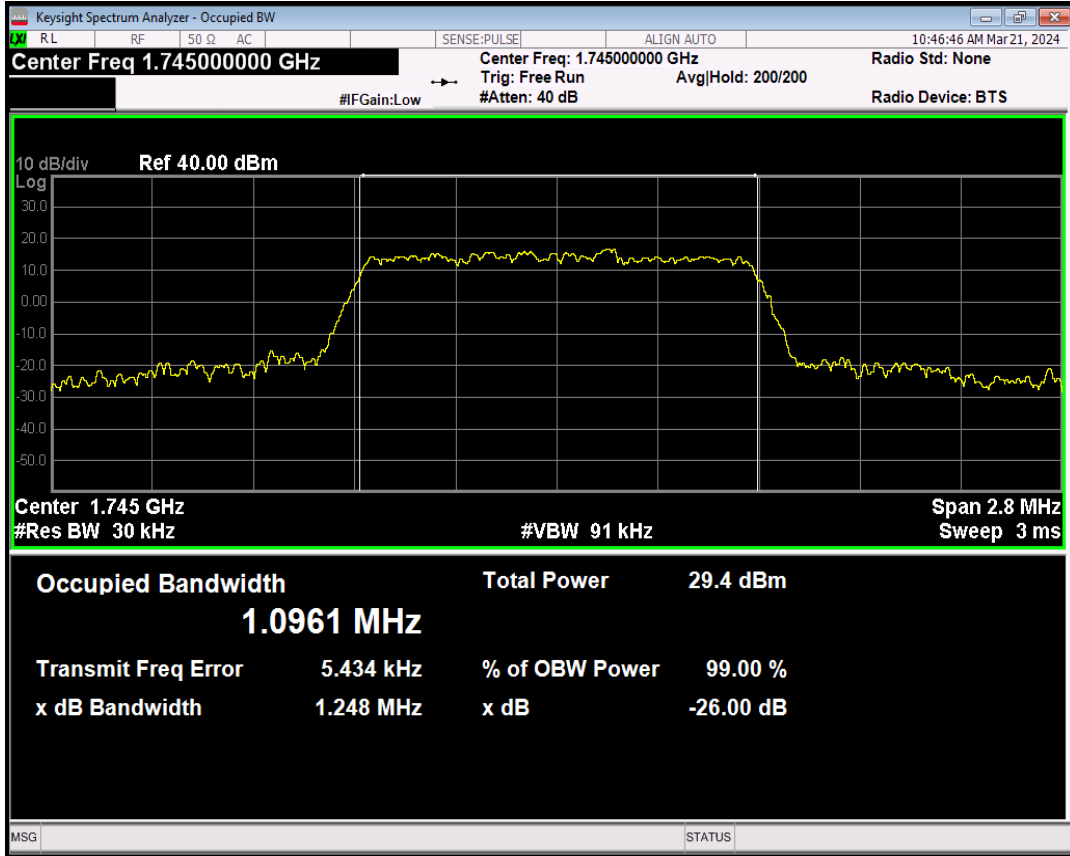 Keysight Spectrum Analyzer - Occupied BW
LXI RL RF 50 Ω AC SENSE:PULSE ALIGN AUTO 10:46:46 AM Mar 21, 2024
Center Freq 1.745000000 GHz
Center Freq: 1.745000000 GHz
Radio Std: None
Trig: Free Run Avg|Hold: 200/200
#IFGain:Low #Atten: 40 dB Radio Device: BTS
10 dB/div Ref 40.00 dBm
Log
30.0
20.0
10.0
0.00
-10.0
-20.0
-30.0
-40.0
-50.0
Center 1.745 GHz Span 2.8 MHz
#Res BW 30 kHz #VBW 91 kHz Sweep 3 ms
Occupied Bandwidth Total Power 29.4 dBm
1.0961 MHz
Transmit Freq Error 5.434 kHz % of OBW Power 99.00 %
x dB Bandwidth 1.248 MHz x dB -26.00 dB
MSG STATUS